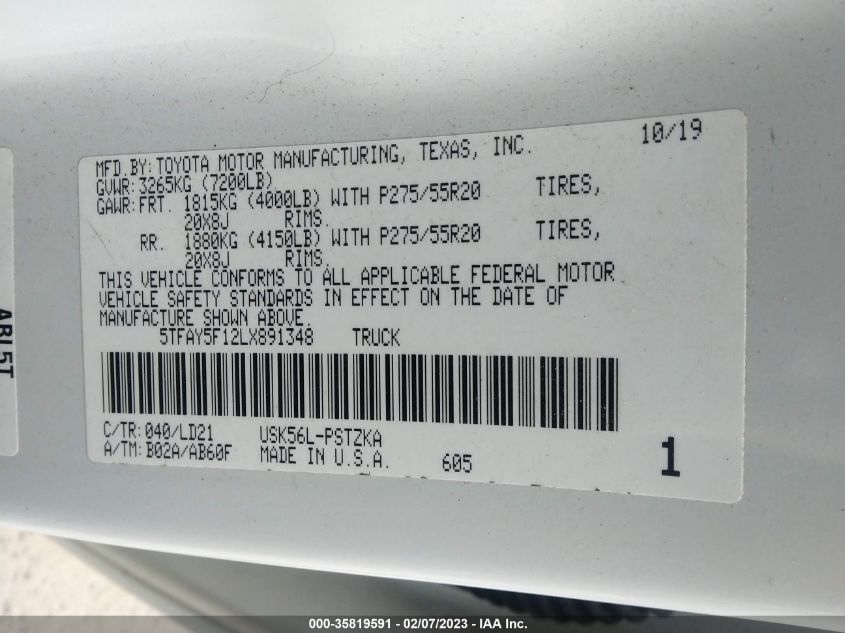 10/19
MFD.BY:TOYOTA MOTOR MANUFACTURING, TEXAS, INC.
GVWR:3265KG (7200LB)
GAWR:FRT. 1815KG (4000LB) WITH P275/55R20 TIRES,
20X8J RIMS.
RR. 1880KG (4150LB) WITH P275/55R20 TIRES,
20X8J RIMS.
THIS VEHICLE CONFORMS TO ALL APPLICABLE FEDERAL MOTOR
VEHICLE SAFETY STANDARDS IN EFFECT ON THE DATE OF
MANUFACTURE SHOWN ABOVE.
5TFAY5F12LX891348 TRUCK
C/TR:040/LD21 USK56L-PSTZKA
A/TM:B02A/AB60F MADE IN U.S.A. 605
1
000-35819591 - 02/07/2023 - IAA Inc.